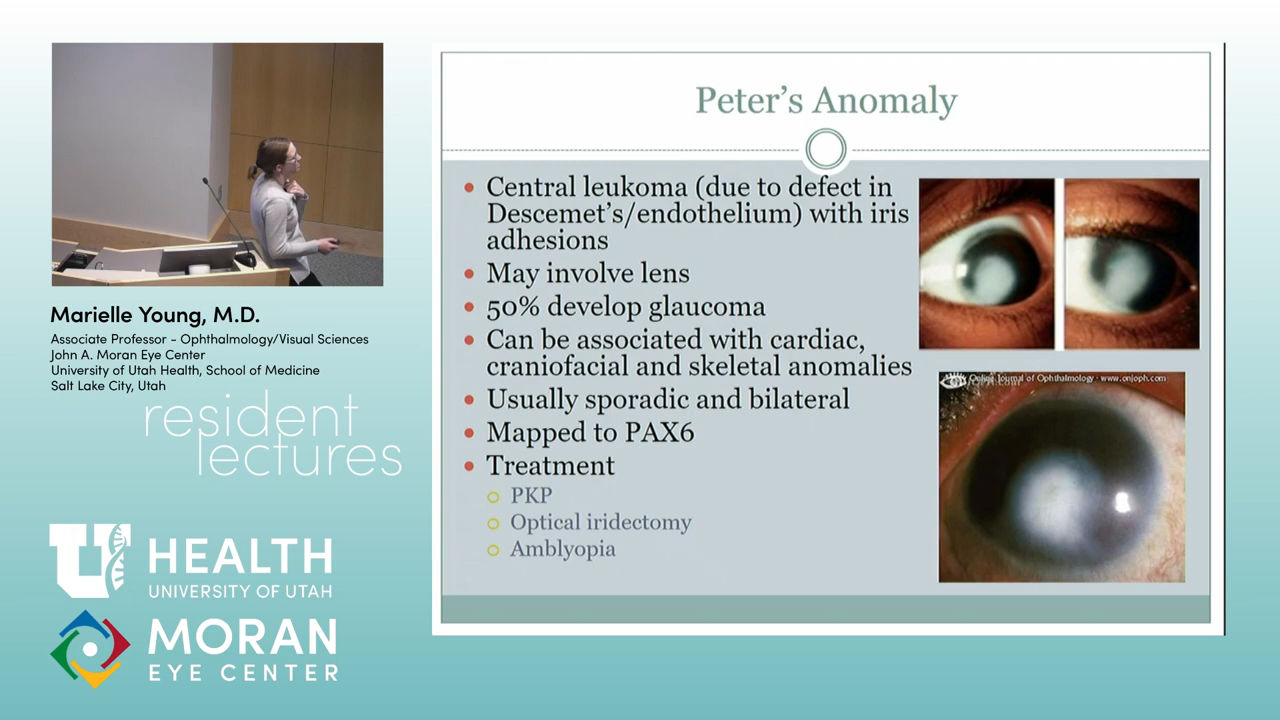 Marielle Young, M.D.
Associate Professor - Ophthalmology/Visual Sciences
John A. Moran Eye Center
University of Utah Health, School of Medicine
Salt Lake City, Utah
resident
lectures
U HEALTH
UNIVERSITY OF UTAH
MORAN
EYE CENTER
Peter's Anomaly
• Central leukoma (due to defect in
Descemet's/endothelium) with iris
adhesions
• May involve lens
• 50% develop glaucoma
• Can be associated with cardiac,
craniofacial and skeletal anomalies
• Usually sporadic and bilateral
• Mapped to PAX6
• Treatment
PKP
Optical iridectomy
Amblyopia
Online Journal of Ophthalmology · www.onjoph.com